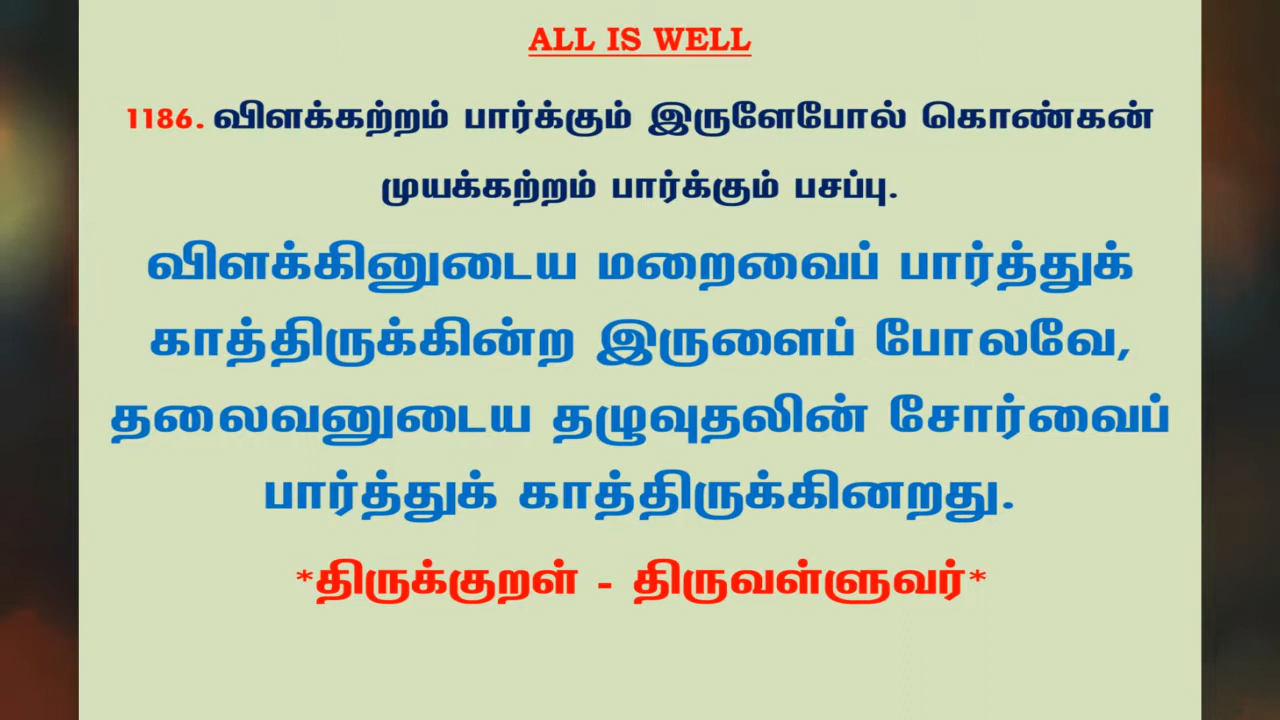 ALL IS WELL
1186. விளக்கற்றம் பார்க்கும் இருளேபோல் கொண்கன்
முயக்கற்றம் பார்க்கும் பசப்பு.
விளக்கினுடைய மறைவைப் பார்த்துக்
காத்திருக்கின்ற இருளைப் போலவே,
தலைவனுடைய தழுவுதலின் சோர்வைப்
பார்த்துக் காத்திருக்கினறது.
*திருக்குறள் - திருவள்ளுவர்*